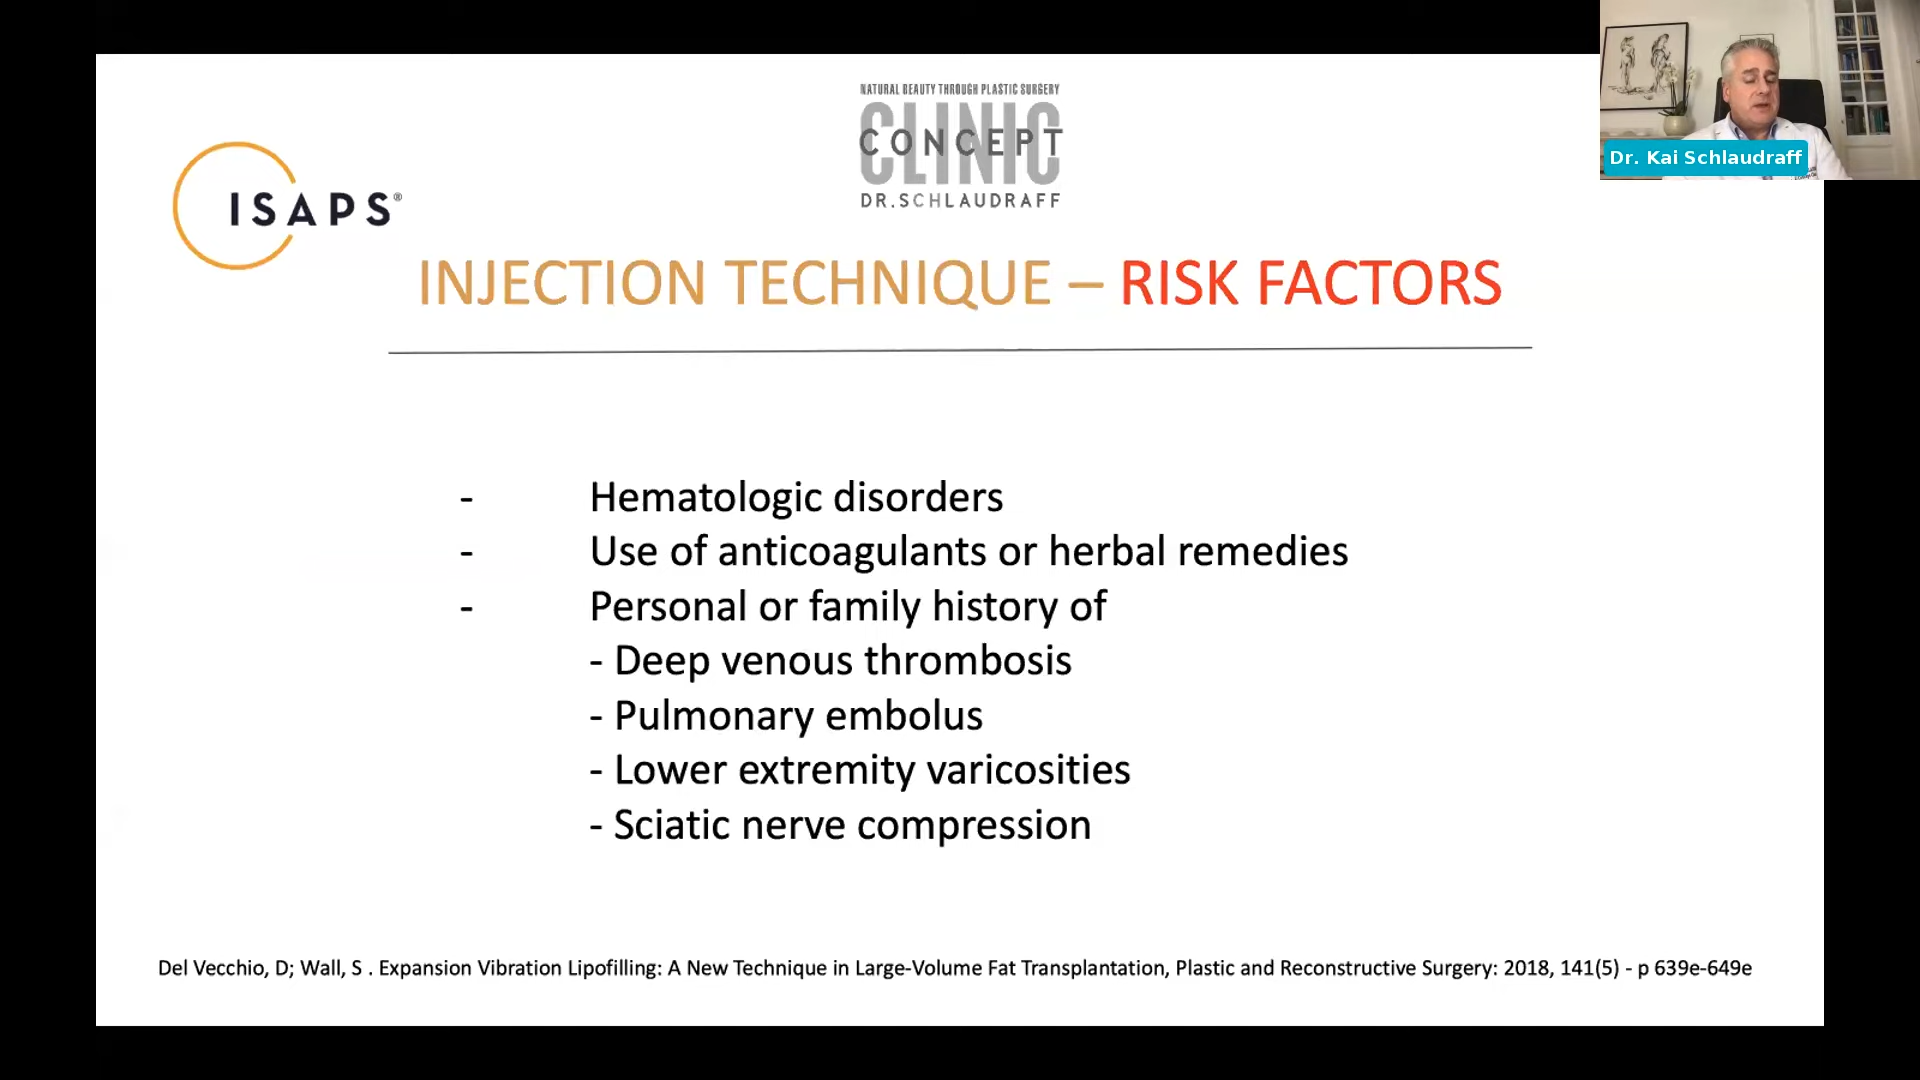 NATURAL BEAUTY THROUGH PLASTIC SURGERY
CLINIC
CONCEPT
DR.SCHLAUDRAFF
Dr. Kai Schlaudraff
ISAPS®
INJECTION TECHNIQUE – RISK FACTORS
- Hematologic disorders
- Use of anticoagulants or herbal remedies
- Personal or family history of
- Deep venous thrombosis
- Pulmonary embolus
- Lower extremity varicosities
- Sciatic nerve compression
Del Vecchio, D; Wall, S . Expansion Vibration Lipofilling: A New Technique in Large-Volume Fat Transplantation, Plastic and Reconstructive Surgery: 2018, 141(5) - p 639e-649e